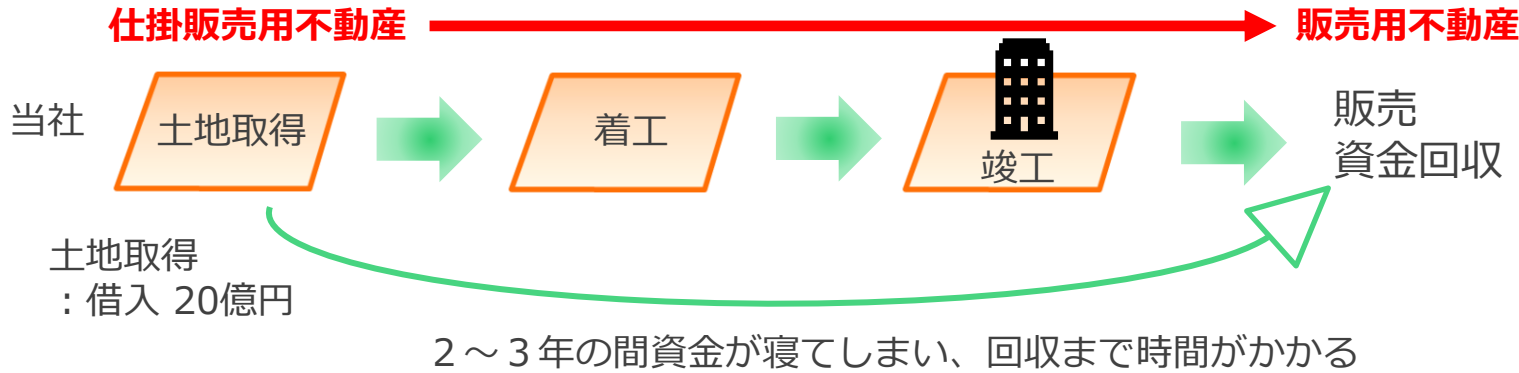 仕掛販売用不動産
販売用不動産
当社
土地取得
着工
竣工
販売
資金回収
土地取得
：借入 20億円
２～３年の間資金が寝てしまい、回収まで時間がかかる